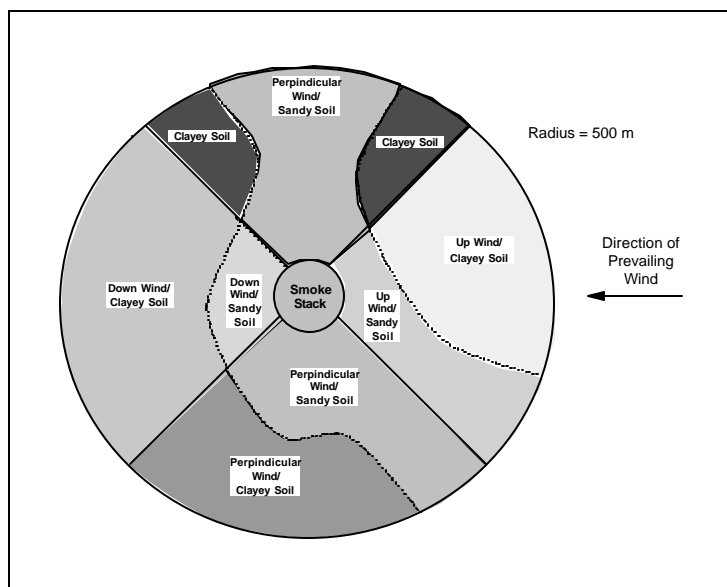 Perpindicular
Wind/
Sandy Soil
Clayey Soil
Clayey Soil
Radius = 500 m
Up Wind/
Clayey Soil
Direction of
Prevailing
Wind
Down Wind/
Clayey Soil
Down
Wind/
Sandy
Soil
Smoke
Stack
Up
Wind/
Sandy
Soil
Perpindicular
Wind/
Sandy Soil
Perpindicular
Wind/
Clayey Soil